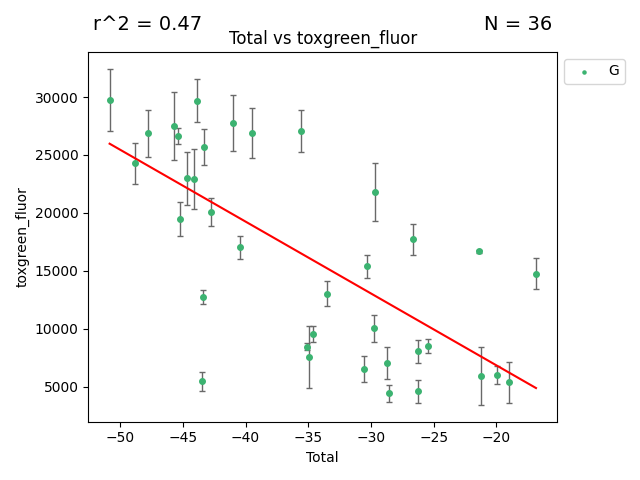 r^2 = 0.47
N = 36
Total vs toxgreen_fluor
G
30000
25000
20000
15000
10000
5000
toxgreen_fluor
−50
−45
−40
−35
−30
−25
−20
Total